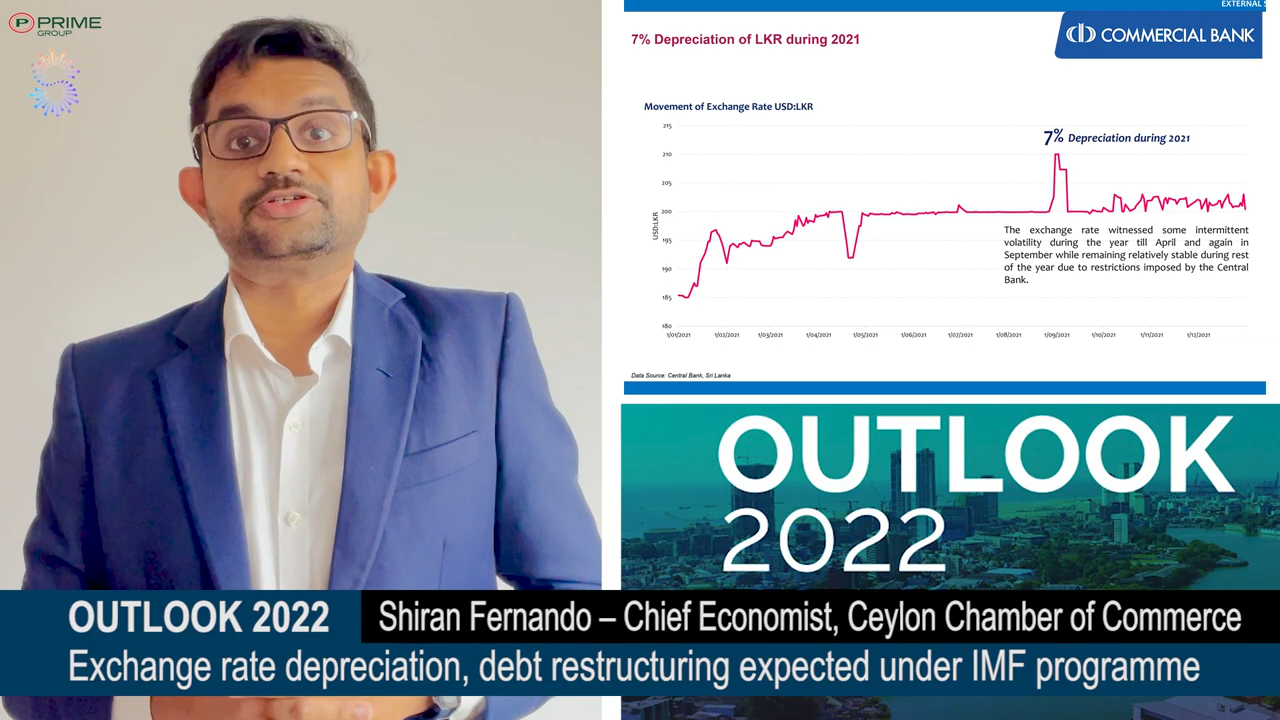 PRIME
GROUP
EXTERNAL
7% Depreciation of LKR during 2021
COMMERCIAL BANK
Movement of Exchange Rate USD:LKR
7% Depreciation during 2021
215
210
205
200
195
190
185
180
USD:LKR
1/01/2021
1/02/2021
1/03/2021
1/04/2021
1/05/2021
1/06/2021
1/07/2021
1/08/2021
1/09/2021
1/10/2021
1/11/2021
1/12/2021
The exchange rate witnessed some intermittent
volatility during the year till April and again in
September while remaining relatively stable during rest
of the year due to restrictions imposed by the Central
Bank.
Data Source: Central Bank, Sri Lanka
OUTLOOK
2022
OUTLOOK 2022
Shiran Fernando – Chief Economist, Ceylon Chamber of Commerce
Exchange rate depreciation, debt restructuring expected under IMF programme